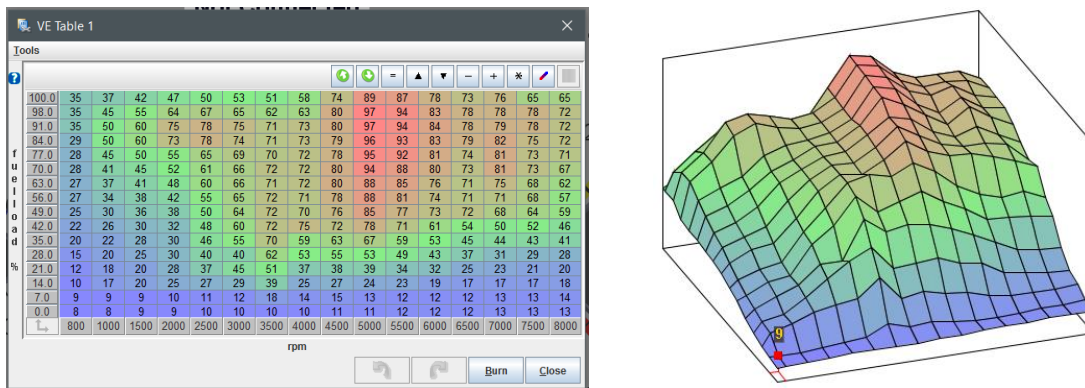 VE Table 1
Tools
100.0 35 37 42 47 50 53 51 58 74 89 87 78 73 76 65 65
98.0 35 45 55 64 67 65 62 63 80 97 94 83 78 78 78 72
91.0 35 50 60 75 78 75 71 73 80 97 94 84 78 79 78 72
84.0 29 50 60 73 78 74 71 73 79 96 93 83 79 82 75 72
77.0 28 45 50 55 65 69 70 72 78 95 92 81 74 81 73 71
70.0 28 41 45 52 61 66 72 72 80 94 88 80 73 81 73 67
63.0 27 37 41 48 60 66 72 72 80 88 85 76 71 75 68 62
56.0 27 34 38 42 55 65 72 71 78 88 81 74 71 71 68 57
49.0 25 30 36 38 50 64 72 70 76 85 77 73 72 68 64 59
42.0 22 26 30 32 48 60 72 75 72 78 71 61 54 50 52 46
35.0 20 22 28 30 46 55 70 59 63 67 59 53 45 44 43 41
28.0 15 20 25 30 40 40 62 53 55 53 49 43 37 31 29 28
21.0 12 18 20 28 37 45 51 37 38 39 34 32 25 23 21 20
14.0 10 17 20 25 27 29 39 25 27 24 23 19 17 17 17 18
7.0 9 9 9 10 11 12 18 14 15 13 12 12 12 13 13 14
0.0 8 8 9 9 10 10 10 10 11 11 12 12 12 12 13 13
800 1000 1500 2000 2500 3000 3500 4000 4500 5000 5500 6000 6500 7000 7500 8000
fuelload %
rpm
Burn Close
9